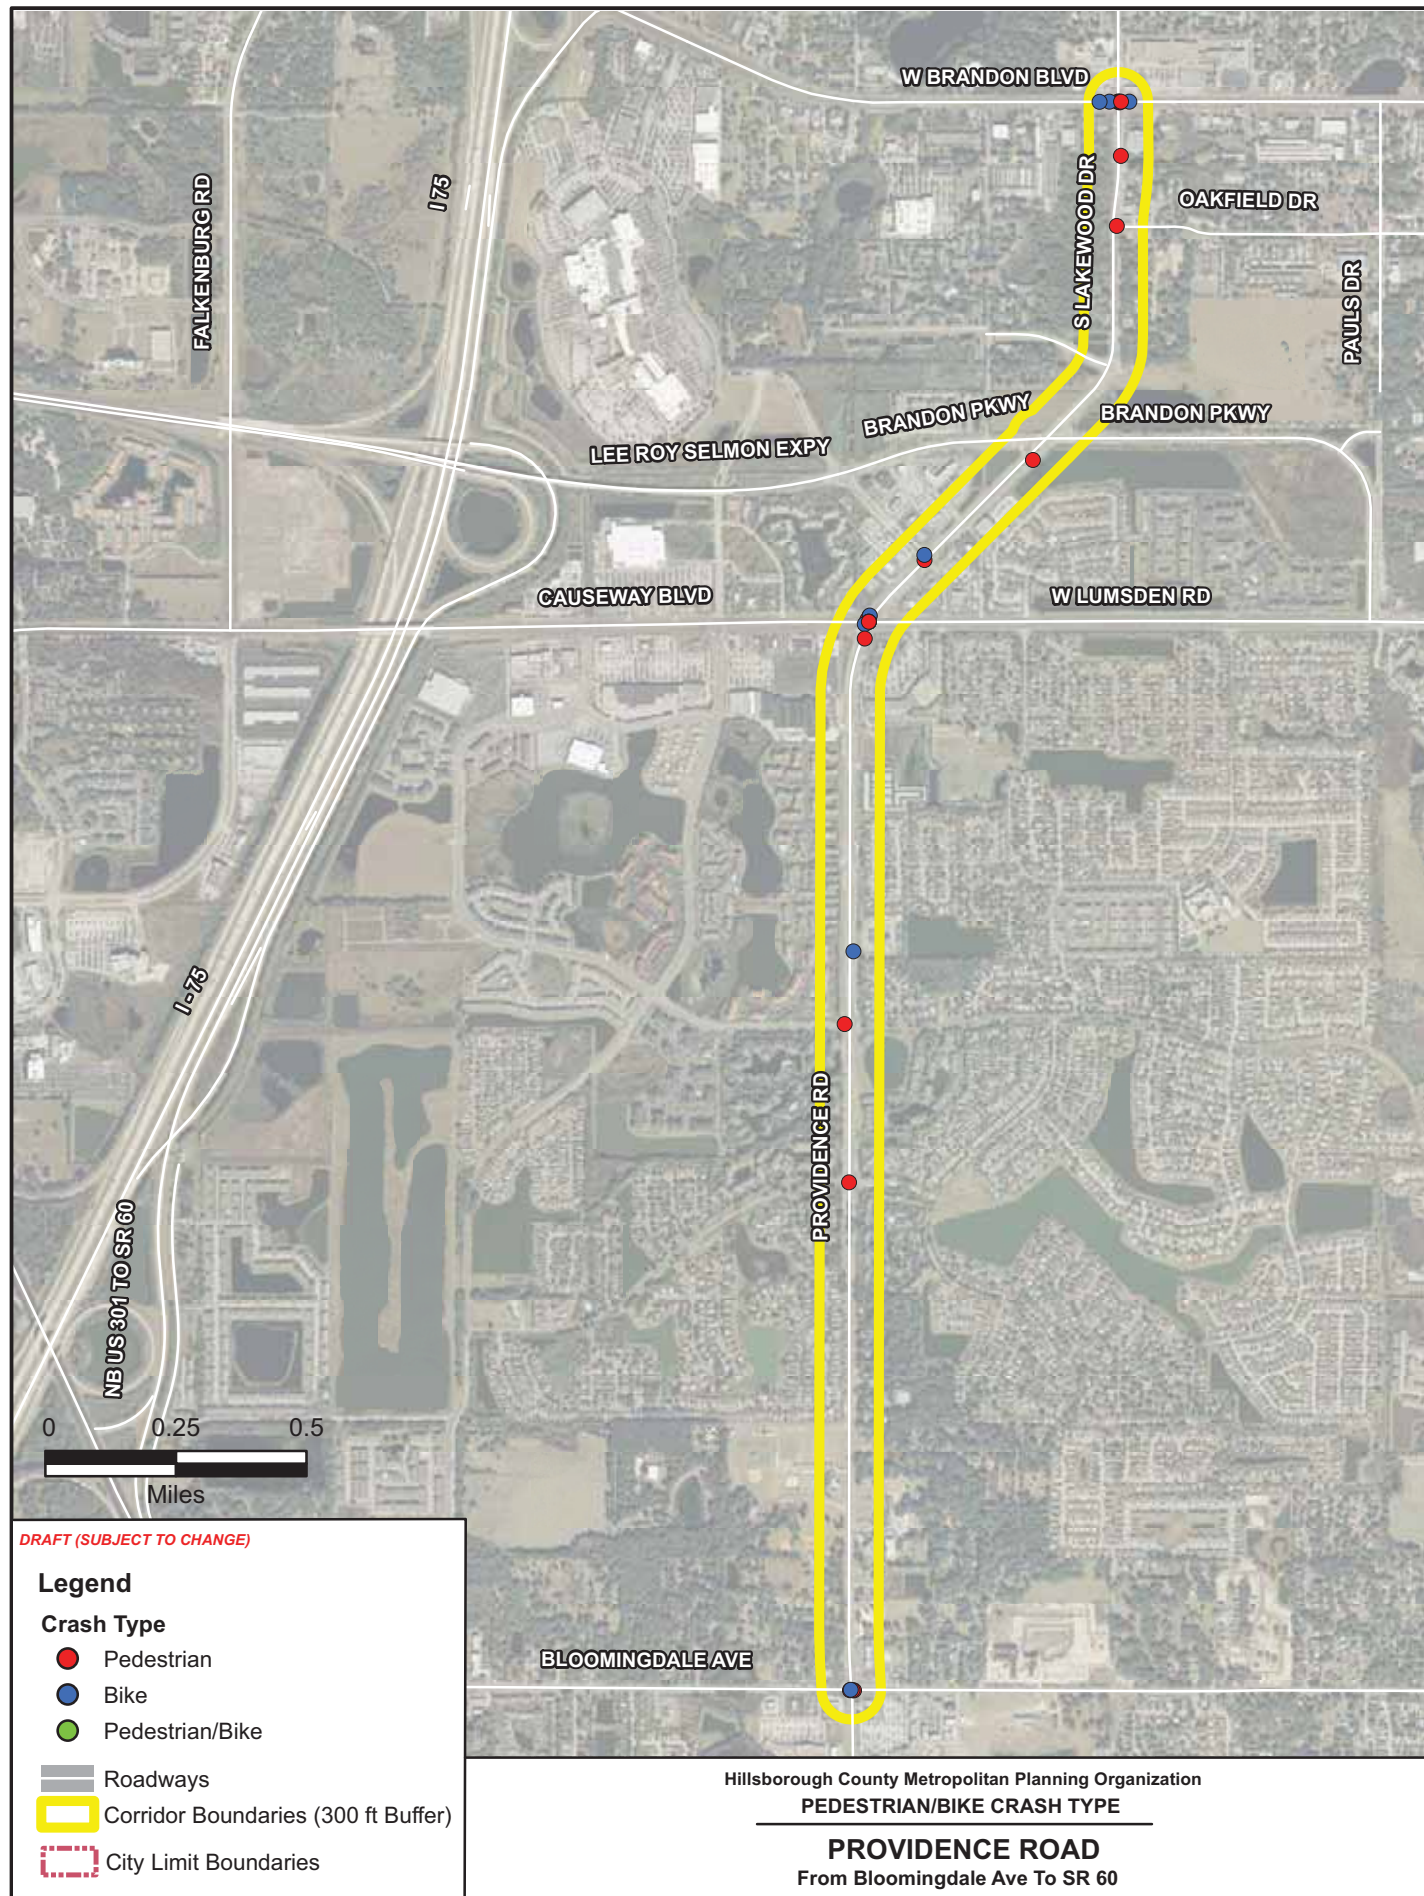 W BRANDON BLVD
I 75
FALKENBURG RD
S LAKEWOOD DR
OAKFIELD DR
PAULS DR
BRANDON PKWY
BRANDON PKWY
LEE ROY SELMON EXPY
CAUSEWAY BLVD
W LUMSDEN RD
I - 75
PROVIDENCE RD
NB US 301 TO SR 60
0 0.25 0.5
Miles
DRAFT (SUBJECT TO CHANGE)
Legend
Crash Type
Pedestrian
Bike
Pedestrian/Bike
Roadways
Corridor Boundaries (300 ft Buffer)
City Limit Boundaries
BLOOMINGDALE AVE
Hillsborough County Metropolitan Planning Organization
PEDESTRIAN/BIKE CRASH TYPE
PROVIDENCE ROAD
From Bloomingdale Ave To SR 60